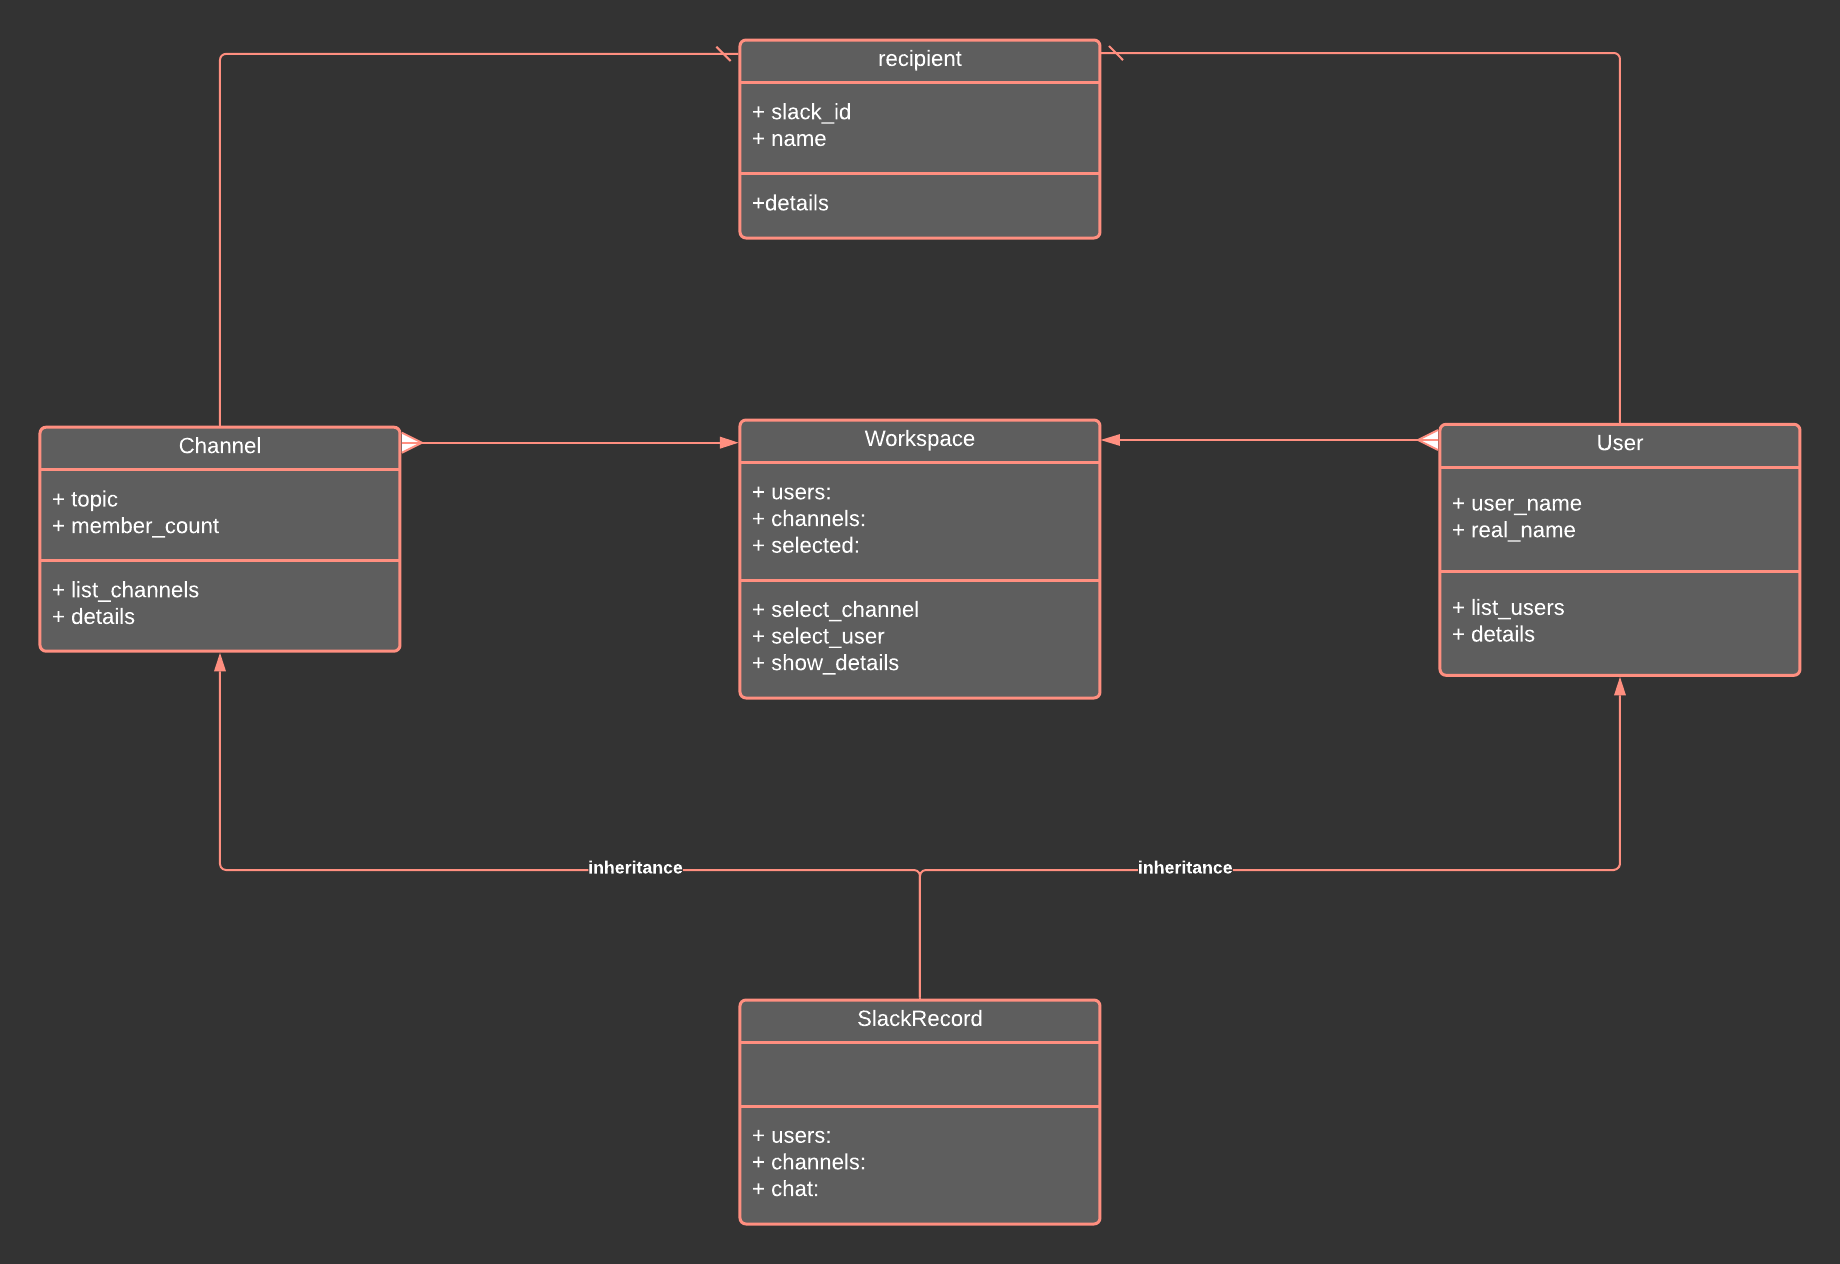 recipient
+ slack_id
+ name
+details
Channel
+ topic
+ member_count
+ list_channels
+ details
Workspace
+ users:
+ channels:
+ selected:
+ select_channel
+ select_user
+ show_details
User
+ user_name
+ real_name
+ list_users
+ details
inheritance
inheritance
SlackRecord
+ users:
+ channels:
+ chat: